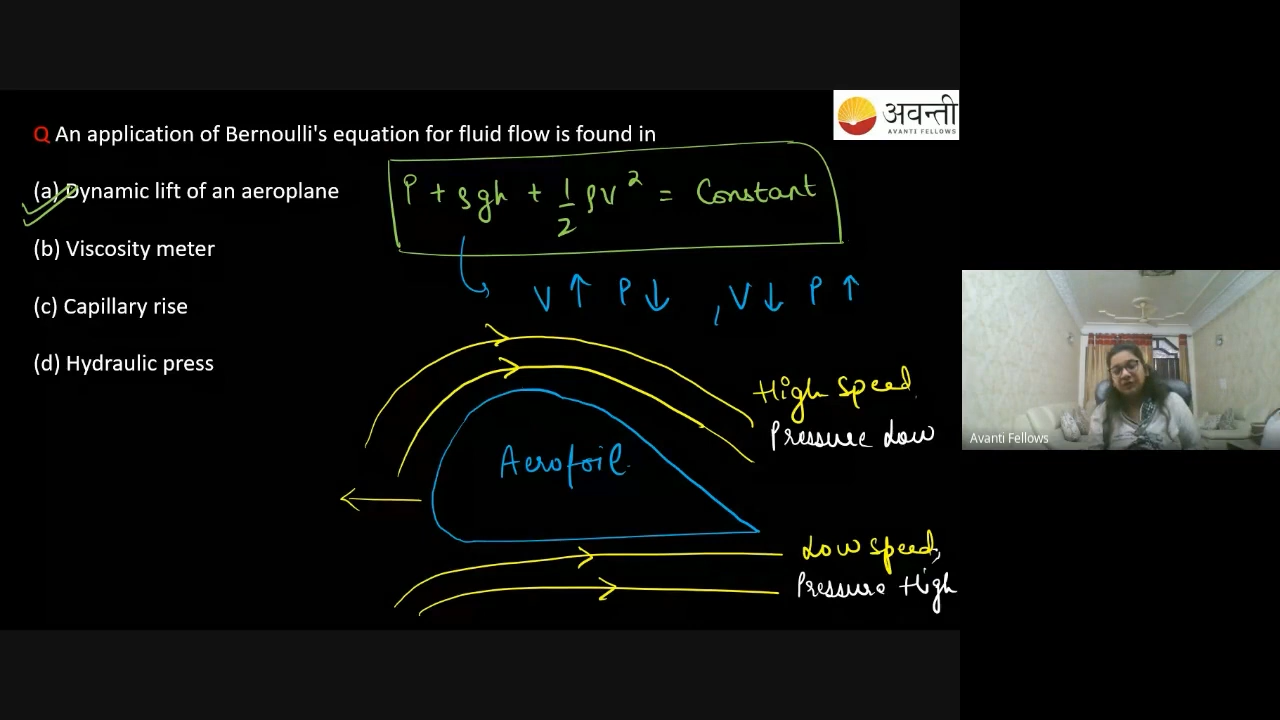 अवन्ती
AVANTI FELLOWS
Q An application of Bernoulli's equation for fluid flow is found in
(a) Dynamic lift of an aeroplane
P + ρgh + 1/2 ρV² = Constant
(b) Viscosity meter
V ↑ P ↓ , V ↓ P ↑
(c) Capillary rise
(d) Hydraulic press
High Speed
Pressure Low
Aerofoil
Low speed,
Pressure High
Avanti Fellows